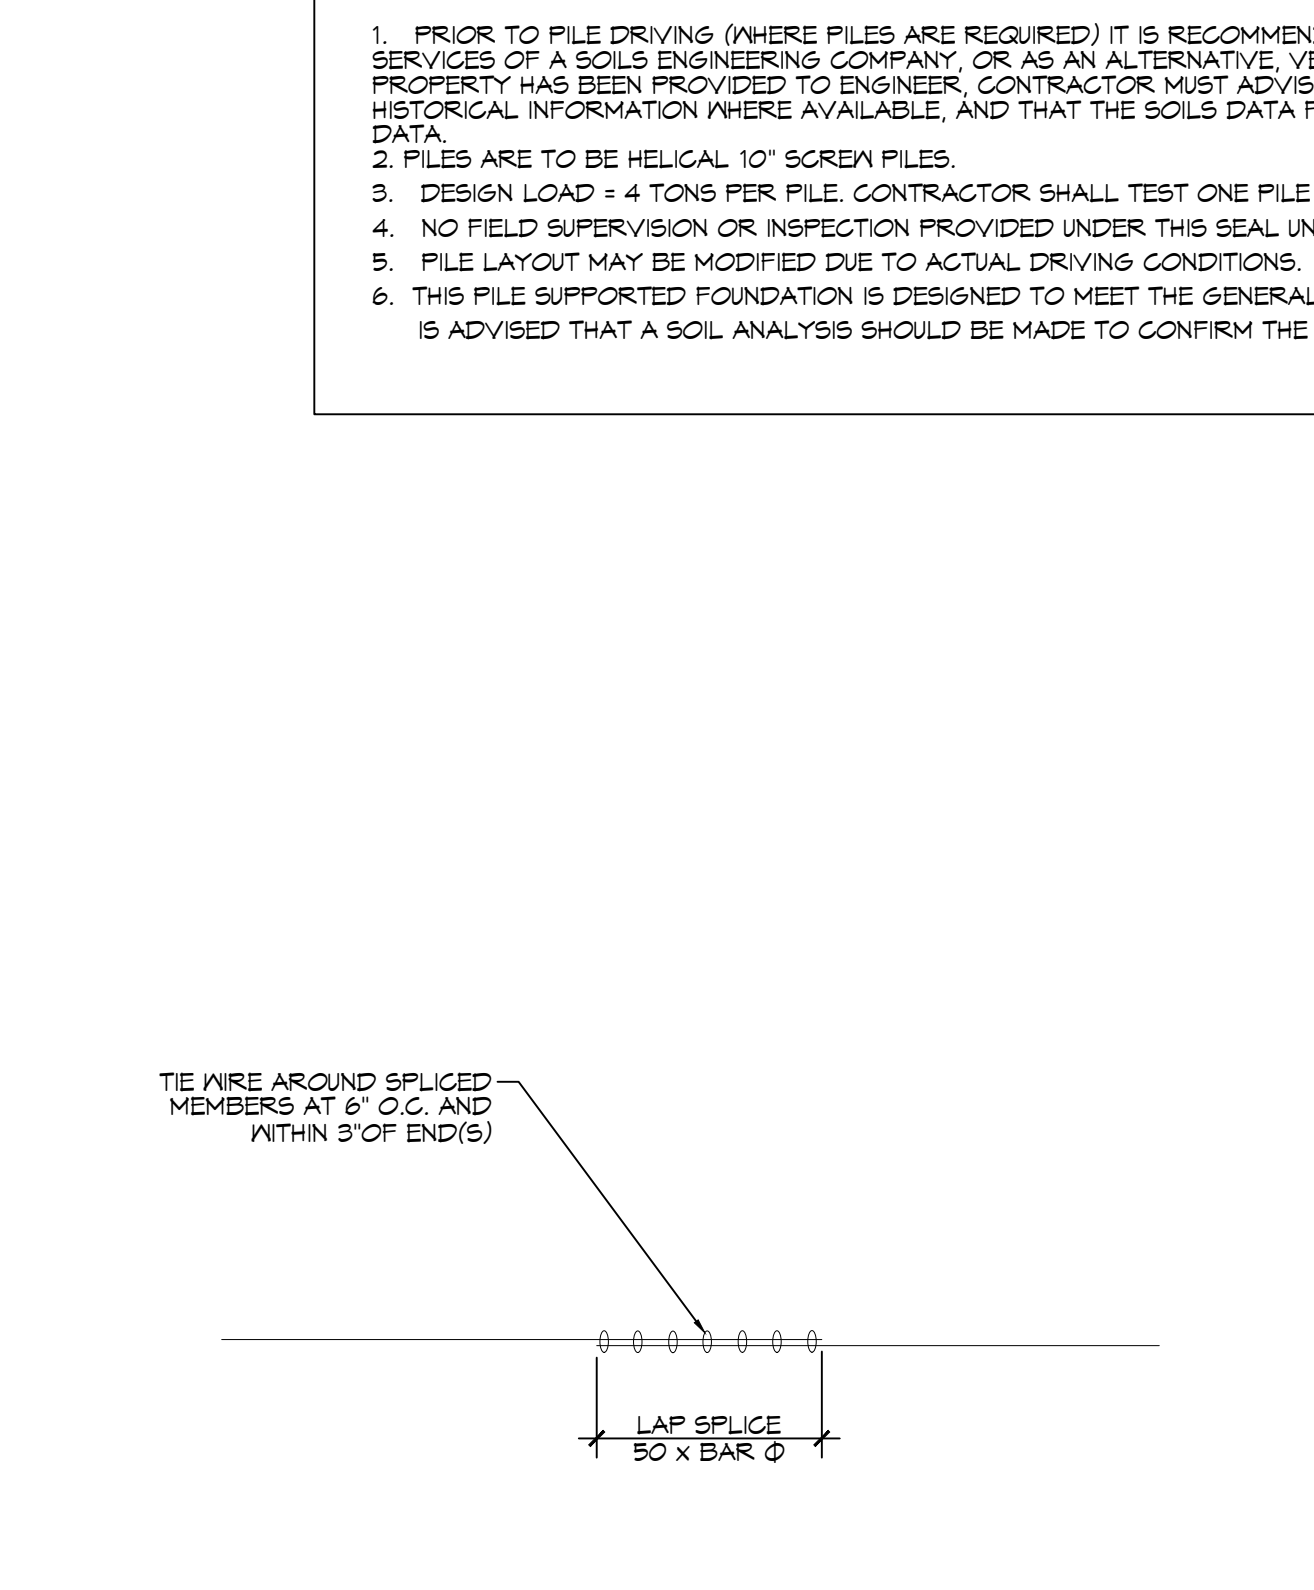 1. PRIOR TO PILE DRIVING (WHERE PILES ARE REQUIRED) IT IS
SERVICES OF A SOILS ENGINEERING COMPANY, OR AS AN ALTERNATIVE,
PROPERTY HAS BEEN PROVIDED TO ENGINEER, CONTRACTOR MUST
HISTORICAL INFORMATION WHERE AVAILABLE, AND THAT THE SOILS DATA
DATA.
2. PILES ARE TO BE HELICAL 10" SCREW PILES.
3. DESIGN LOAD = 4 TONS PER PILE. CONTRACTOR SHALL TEST ONE PILE
4. NO FIELD SUPERVISION OR INSPECTION PROVIDED UNDER THIS SEAL
5. PILE LAYOUT MAY BE MODIFIED DUE TO ACTUAL DRIVING CONDITIONS.
6. THIS PILE SUPPORTED FOUNDATION IS DESIGNED TO MEET THE GENERAL
IS ADVISED THAT A SOIL ANALYSIS SHOULD BE MADE TO CONFIRM THE
TIE WIRE AROUND SPLICED
MEMBERS AT 6" O.C. AND
WITHIN 3"OF END(S)
LAP SPLICE
50 x BAR Φ